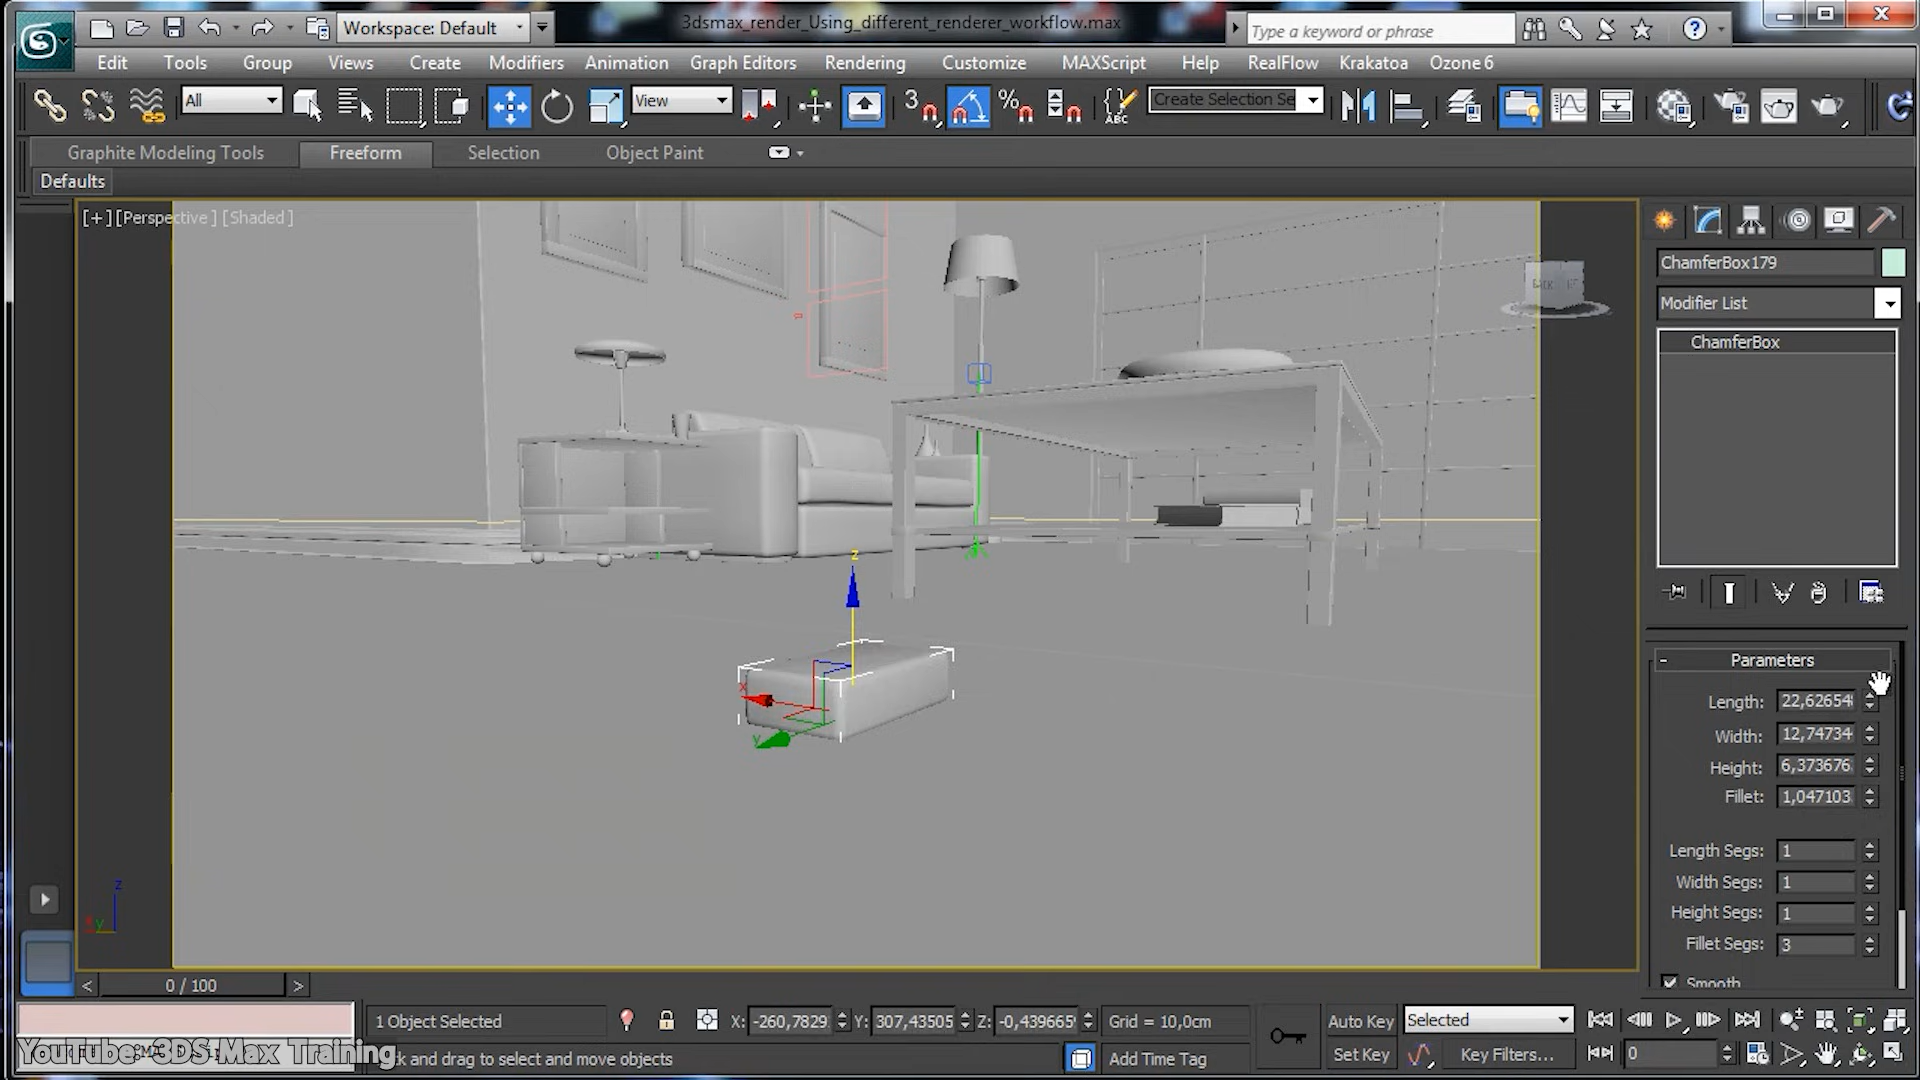 3dsmax_render_Using_different_renderer_workflow.max
Workspace: Default
Type a keyword or phrase
Edit Tools Group Views Create Modifiers Animation Graph Editors Rendering Customize MAXScript Help RealFlow Krakatoa Ozone 6
All View 3 % ABC Create Selection Se
Graphite Modeling Tools Freeform Selection Object Paint
Defaults
[+][Perspective][Shaded]
ChamferBox179
Modifier List
ChamferBox
z
x
y
z
y
- Parameters
Length: 22,62654
Width: 12,74734
Height: 6,373676
Fillet: 1,047103
Length Segs: 1
Width Segs: 1
Height Segs: 1
Fillet Segs: 3
Smooth
< 0 / 100 >
1 Object Selected X: -260,7829 Y: 307,43505 Z: -0,439665 Grid = 10,0cm Auto Key Selected
YouTube: 3DS Max Training
ck and drag to select and move objects Add Time Tag Set Key Key Filters... 0